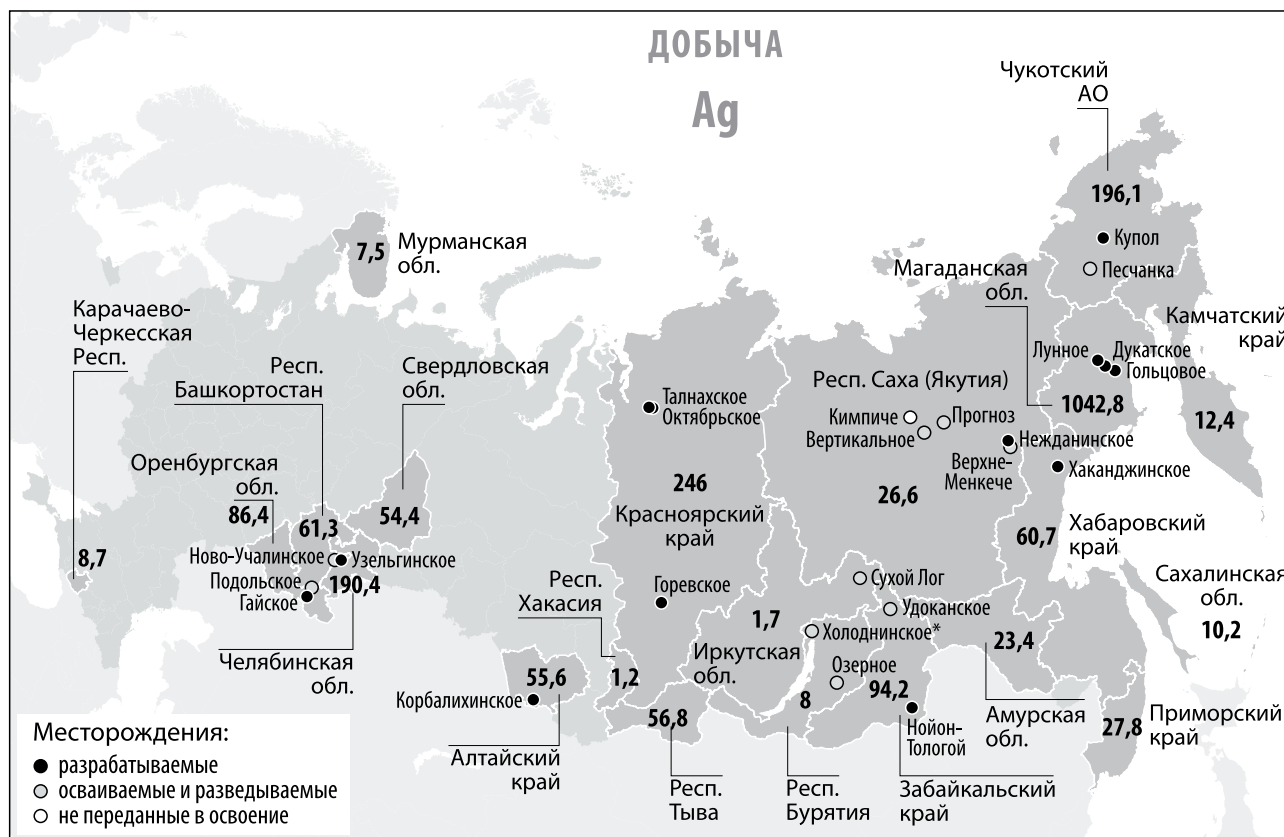 ДОБЫЧА
Ag
Чукотский
АО
196,1
Купол
Песчанка
Мурманская
обл.
7,5
Магаданская
обл.
Камчатский
край
Карачаево-
Черкесская
Респ.
Респ.
Башкортостан
Свердловская
обл.
Лунное
Дукатское
Гольцовое
Респ. Саха (Якутия)
Талнахское
Октябрьское
Кимпиче
Прогноз
Вертикальное
1042,8
12,4
Нежданинское
Верхне-
Менкече
Хаканджинское
Оренбургская
обл.
86,4
61,3
54,4
246
Красноярский
край
26,6
60,7
Хабаровский
край
8,7
Ново-Учалинское
Узельгинское
Подольское
190,4
Гайское
Респ.
Хакасия
Горевское
Сухой Лог
Удоканское
Сахалинская
обл.
10,2
1,7
Холоднинское*
Иркутская
обл.
23,4
Челябинская
обл.
55,6
Корбалихинское
1,2
Озерное
8
94,2
56,8
Нойон-
Тологой
Амурская
обл.
27,8
Приморский
край
Алтайский
край
Респ.
Тыва
Респ.
Бурятия
Забайкальский
край
Месторождения:
разрабатываемые
осваиваемые и разведываемые
не переданные в освоение